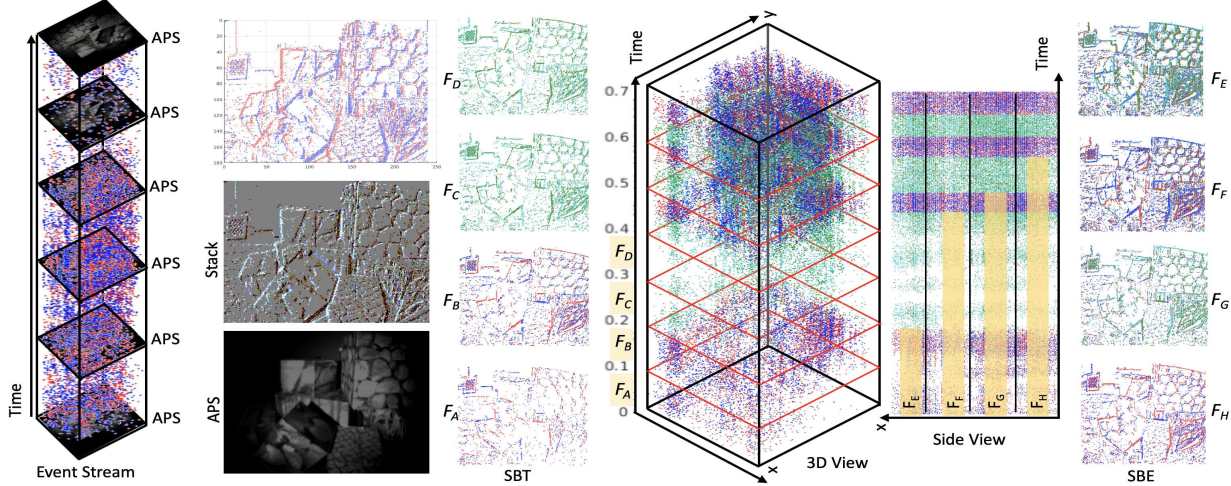 Time
APS
APS
APS
APS
APS
APS
Event Stream
0
20
40
60
80
100
120
140
160
180
0
50
100
150
200
250
Stack
APS
F_D
F_C
F_B
F_A
SBT
Time
y
0.7
0.6
0.5
0.4
F_D
0.3
F_C
0.2
F_B
0.1
F_A
0
x
3D View
Time
F_E
F_F
F_G
F_H
x
Side View
F_E
F_F
F_G
F_H
SBE